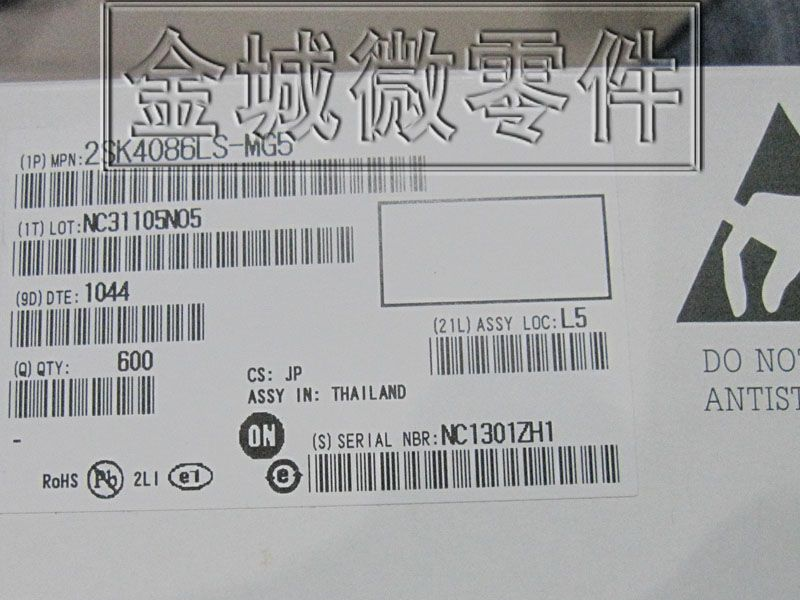 金城微零件
(1P) MPN: 2SK4086LS-MG5
(1T) LOT: NC31105N05
(9D) DTE: 1044
(21L) ASSY LOC: L5
(Q) QTY: 600
CS: JP
ASSY IN: THAILAND
-
ON
(S) SERIAL NBR: NC1301ZH1
RoHS Pb 2LI e1
e
DO NOT
ANTIST